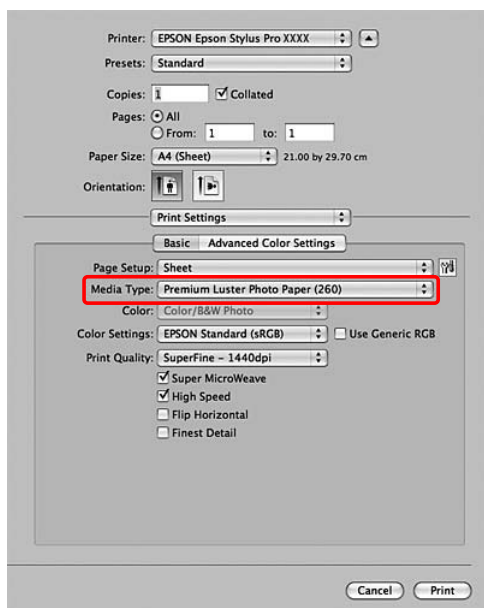 Printer: EPSON Epson Stylus Pro XXXX
Presets: Standard
Copies: 1 Collated
Pages: All
From: 1 to: 1
Paper Size: A4 (Sheet) 21.00 by 29.70 cm
Orientation:
Print Settings
Basic Advanced Color Settings
Page Setup: Sheet
Media Type: Premium Luster Photo Paper (260)
Color: Color/B&W Photo
Color Settings: EPSON Standard (sRGB) Use Generic RGB
Print Quality: SuperFine - 1440dpi
Super MicroWeave
High Speed
Flip Horizontal
Finest Detail
Cancel Print